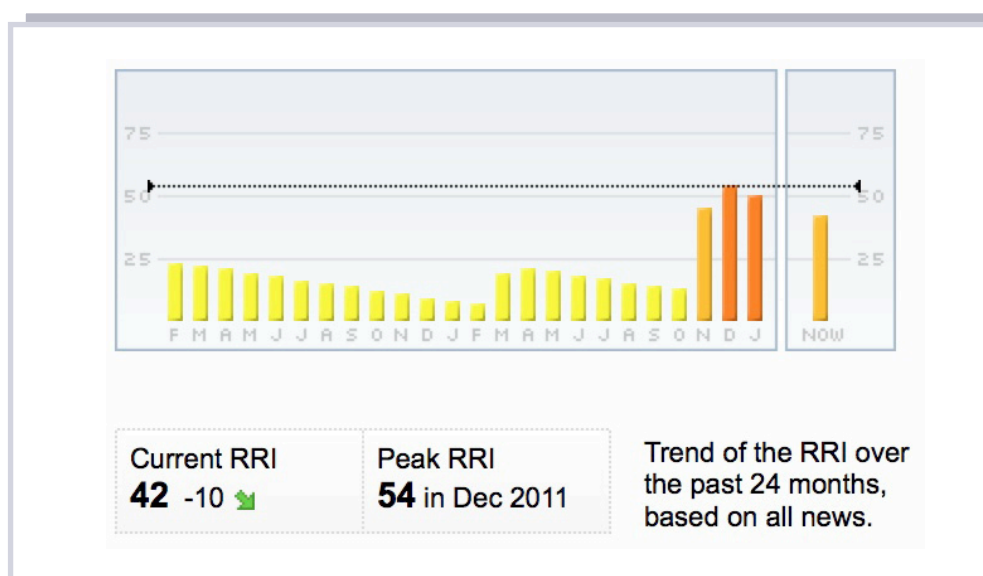 75 75
50 50
25 25
F M A M J J A S O N D J F M A M J J A S O N D J NOW
Current RRI
42 -10
Peak RRI
54 in Dec 2011
Trend of the RRI over
the past 24 months,
based on all news.